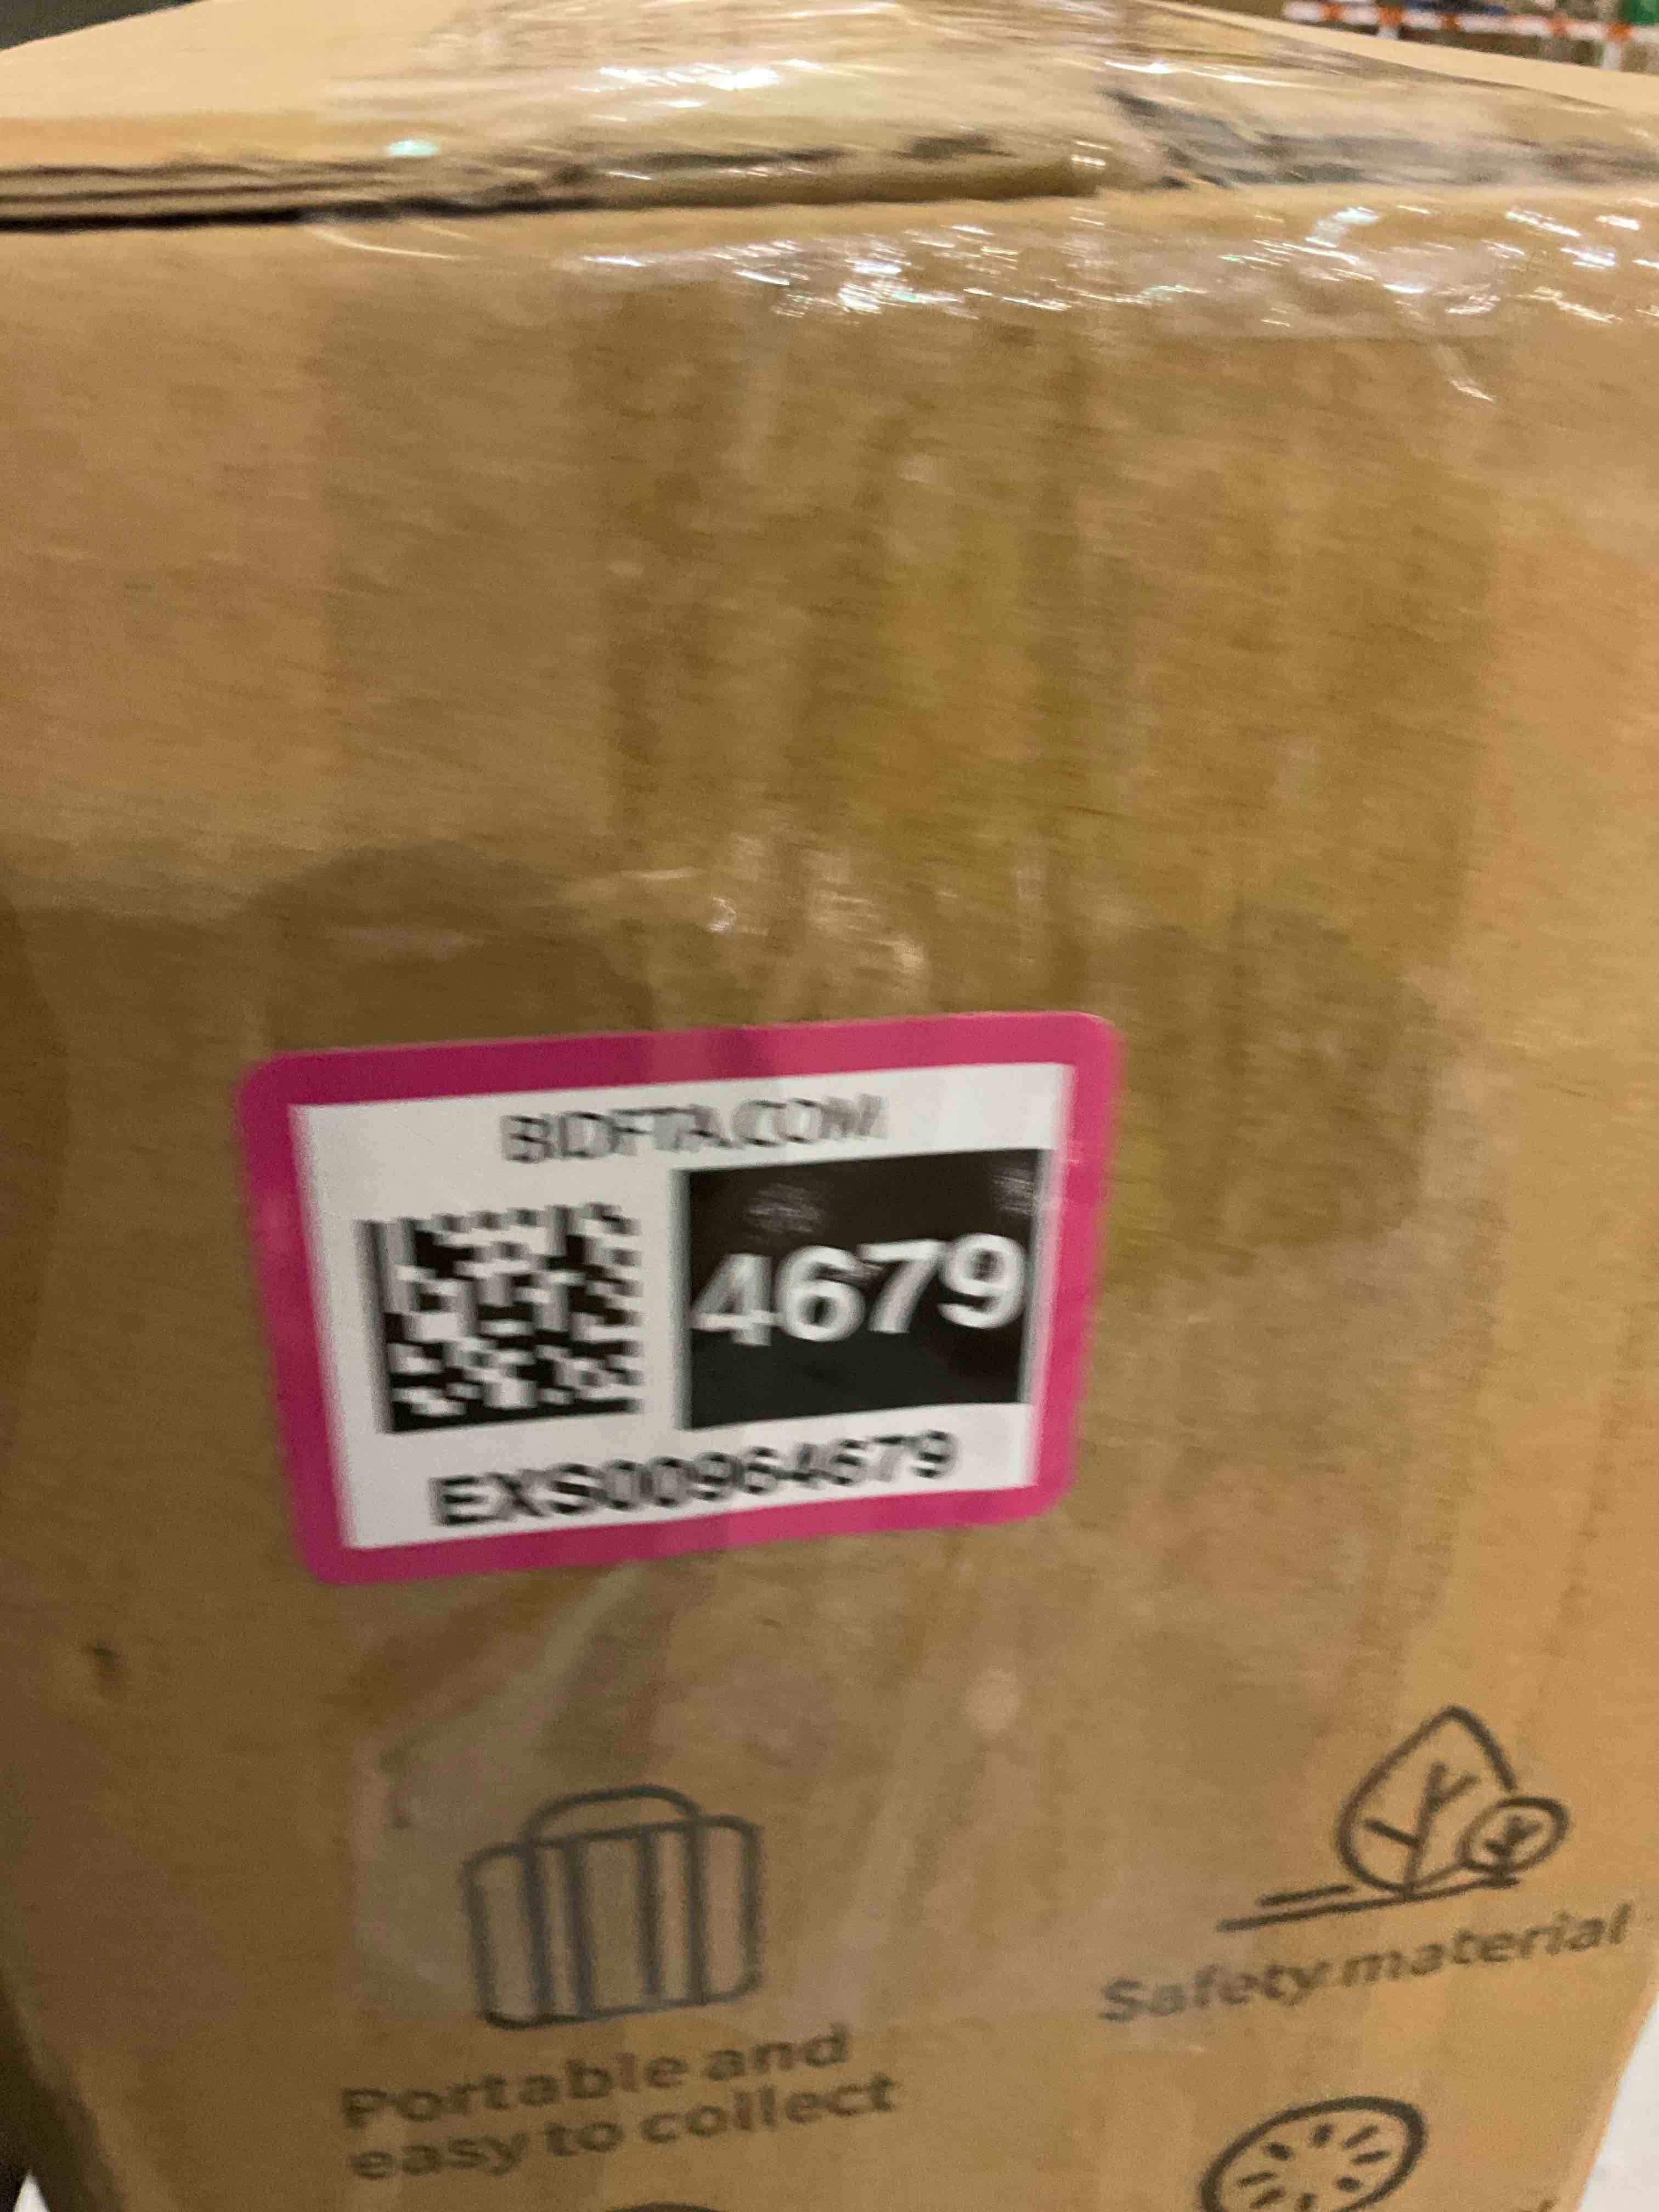 BIDFTA.COM
4679
EXS00964679
Safety material
Portable and
easy to collect